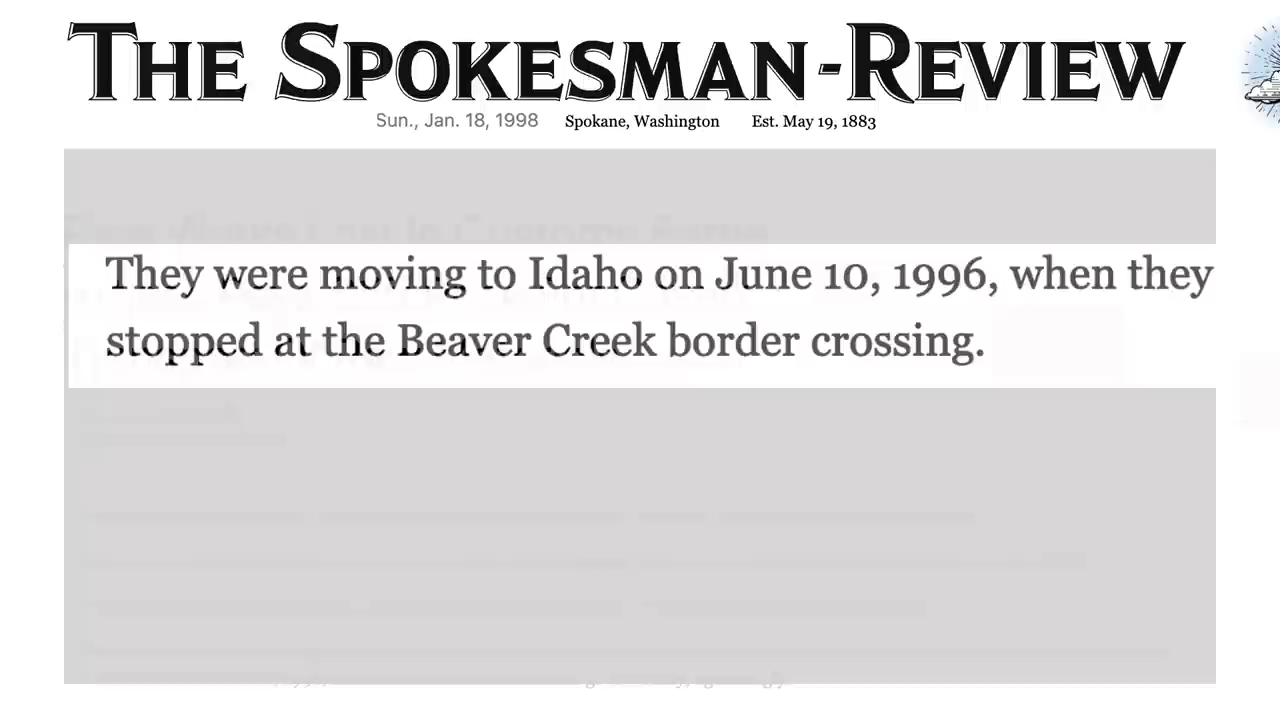 THE SPOKESMAN-REVIEW
Sun., Jan. 18, 1998 Spokane, Washington Est. May 19, 1883
They were moving to Idaho on June 10, 1996, when they
stopped at the Beaver Creek border crossing.